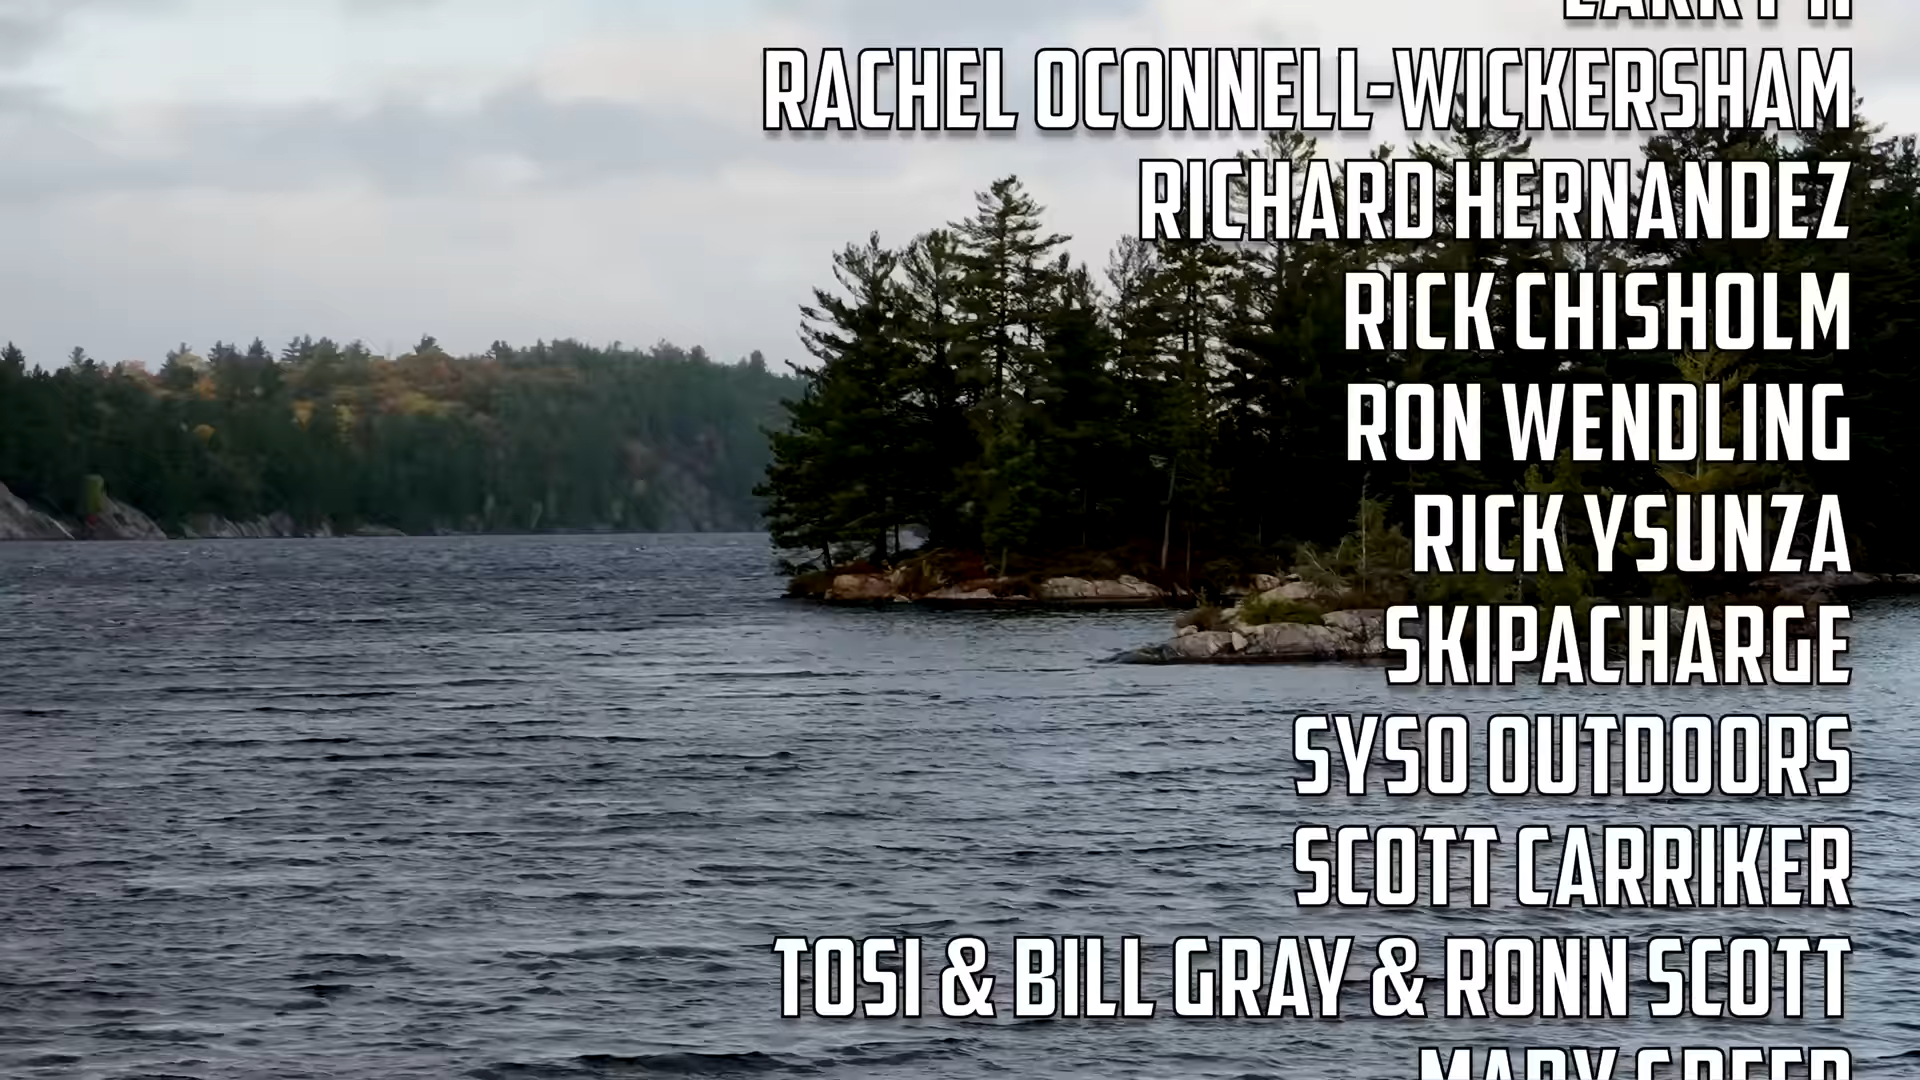 RACHEL OCONNELL-WICKERSHAM
RICHARD HERNANDEZ
RICK CHISHOLM
RON WENDLING
RICK YSUNZA
SKIPACHARGE
SYSO OUTDOORS
SCOTT CARRIKER
TOSI & BILL GRAY & RONN SCOTT